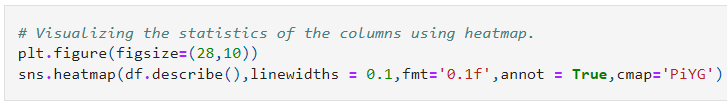 # Visualizing the statistics of the columns using heatmap.
plt.figure(figsize=(28,10))
sns.heatmap(df.describe(),linewidths = 0.1,fmt='0.1f',annot = True,cmap='PiYG')